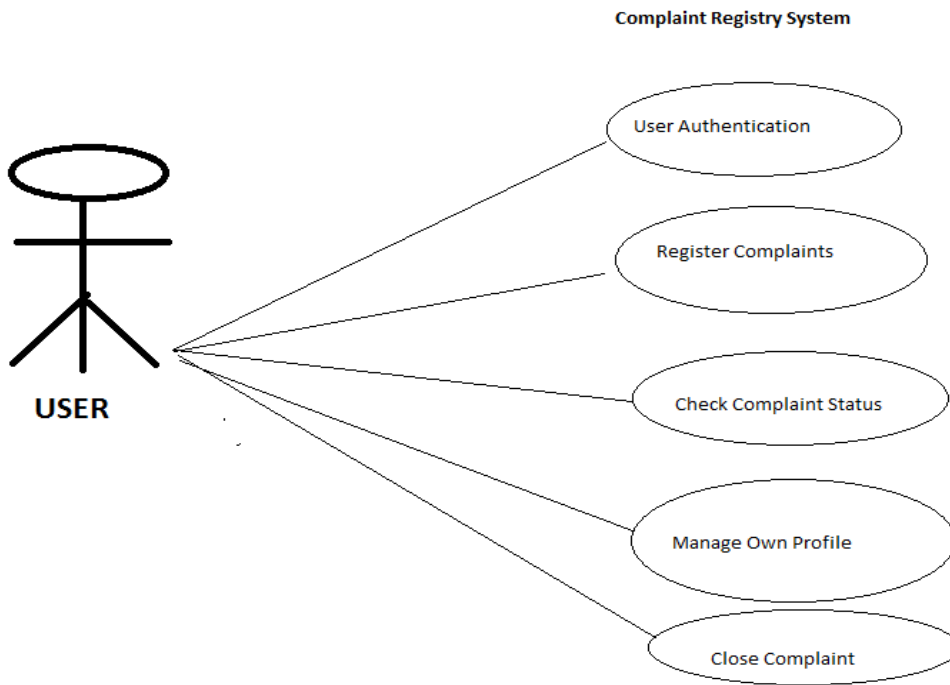 Complaint Registry System
User Authentication
Register Complaints
Check Complaint Status
USER
Manage Own Profile
Close Complaint